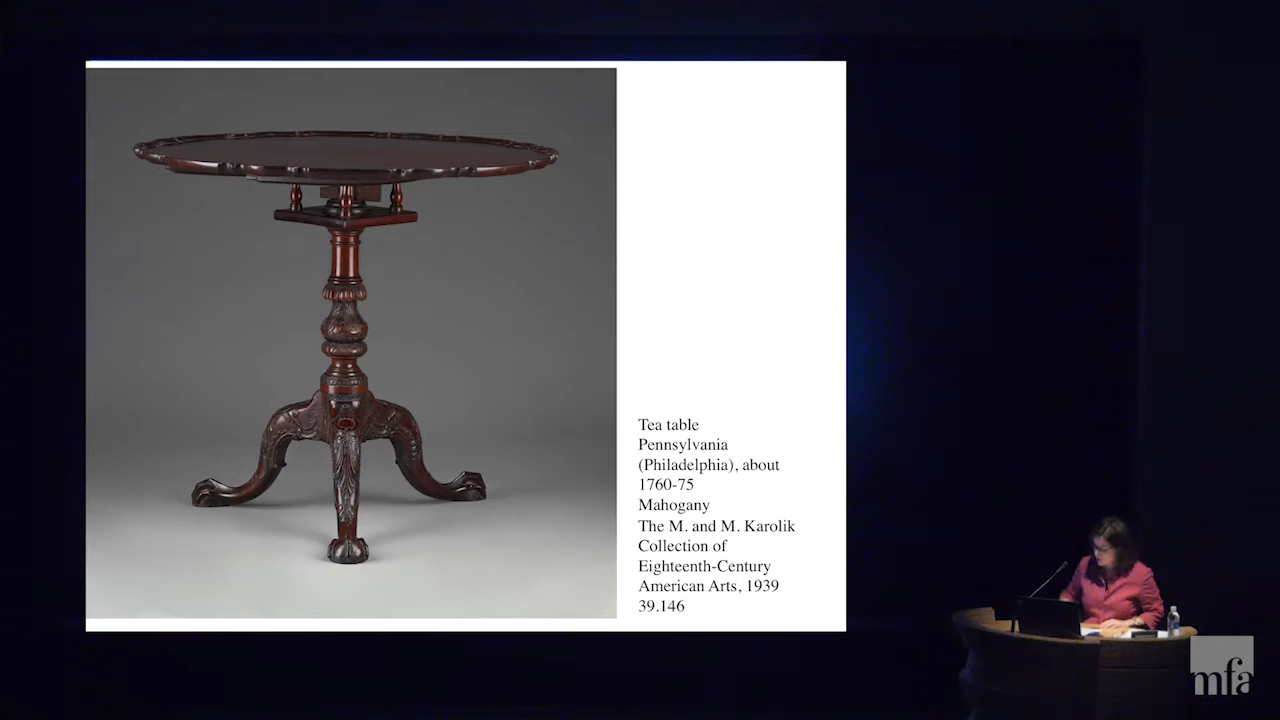 Tea table
Pennsylvania
(Philadelphia), about
1760-75
Mahogany
The M. and M. Karolik
Collection of
Eighteenth-Century
American Arts, 1939
39.146
mfa